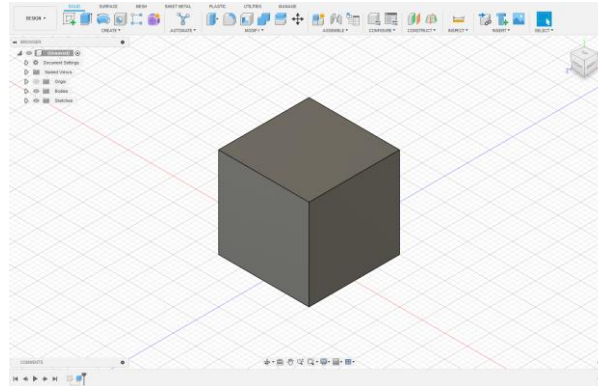 SOLID SURFACE MESH SHEET METAL PLASTIC UTILITIES MANAGE
DESIGN
CREATE AUTOMATE MODIFY ASSEMBLE CONFIGURE CONSTRUCT INSPECT INSERT SELECT
BROWSER
Document Settings
Named Views
Origin
Bodies
Sketches
COMMENTS